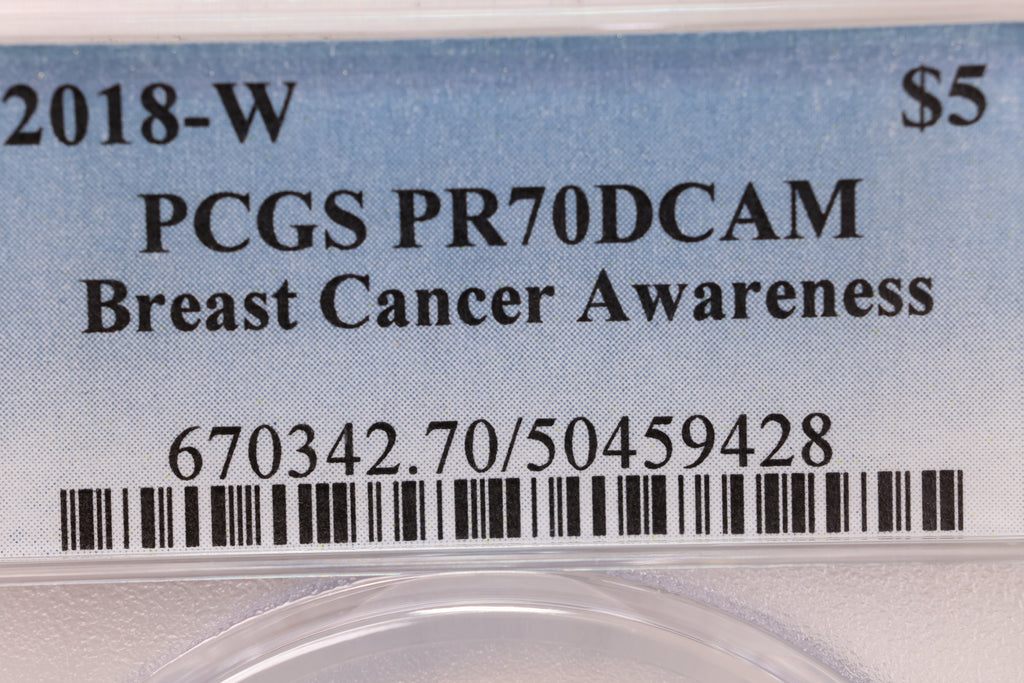 2018-W $5
PCGS PR70DCAM
Breast Cancer Awareness
670342.70/50459428